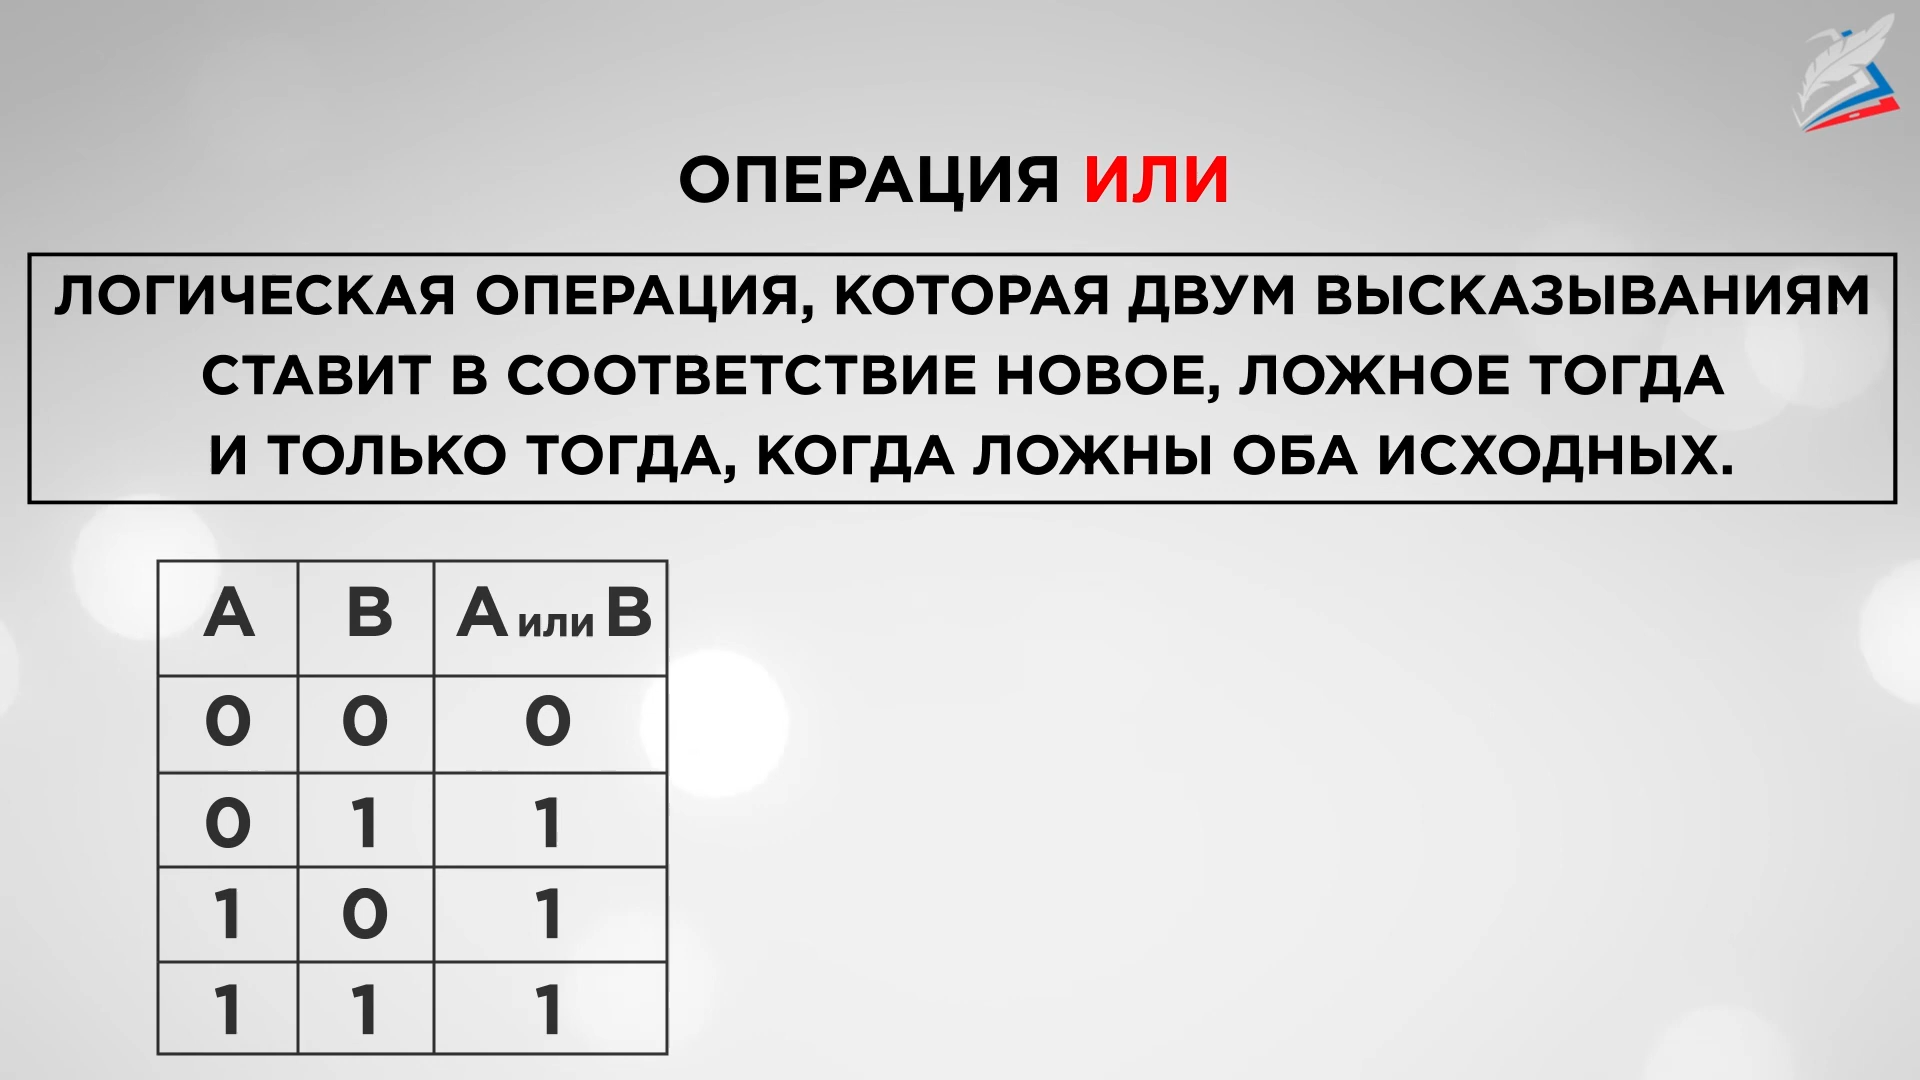 ОПЕРАЦИЯ ИЛИ
ЛОГИЧЕСКАЯ ОПЕРАЦИЯ, КОТОРАЯ ДВУМ ВЫСКАЗЫВАНИЯМ
СТАВИТ В СООТВЕТСТВИЕ НОВОЕ, ЛОЖНОЕ ТОГДА
И ТОЛЬКО ТОГДА, КОГДА ЛОЖНЫ ОБА ИСХОДНЫХ.
А В А или В
0 0 0
0 1 1
1 0 1
1 1 1